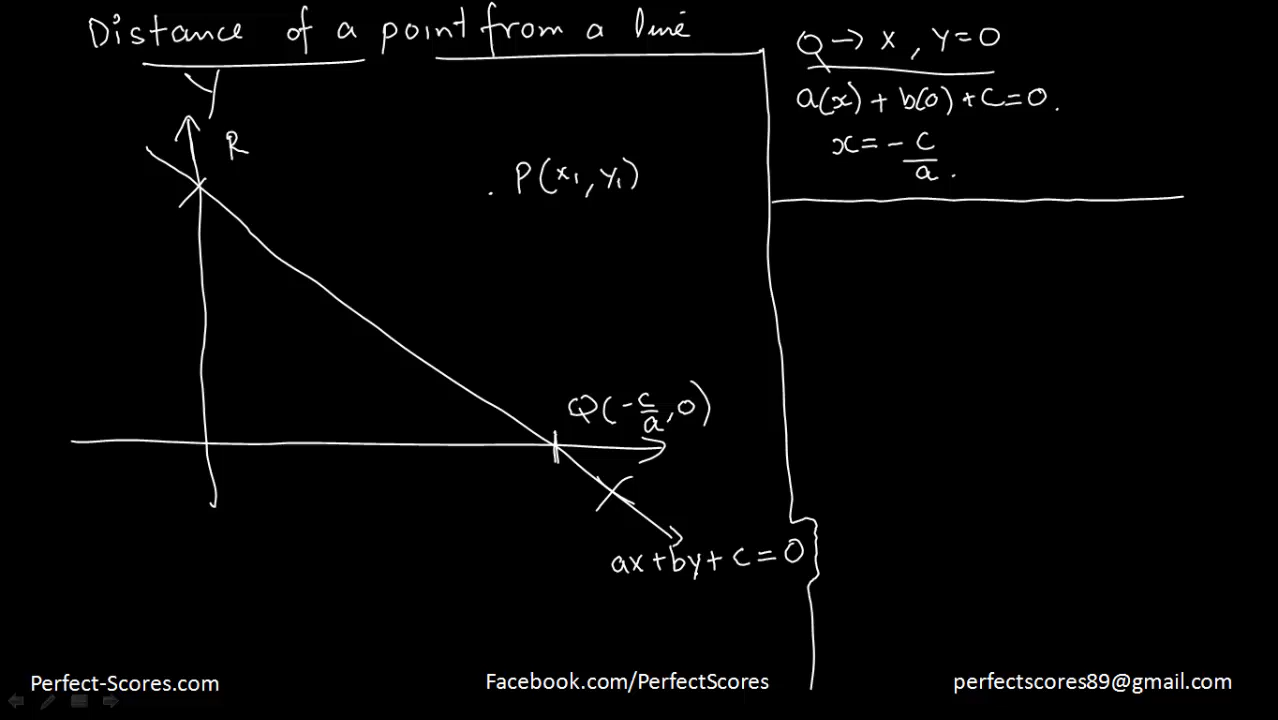 Distance of a point from a line
Y
R
P(x₁, y₁)
Q(-c/a, 0)
X
ax+by+c=0
Q → X, Y=0
a(x) + b(0) + c = 0.
x = - c/a.
Perfect-Scores.com
Facebook.com/PerfectScores
perfectscores89@gmail.com